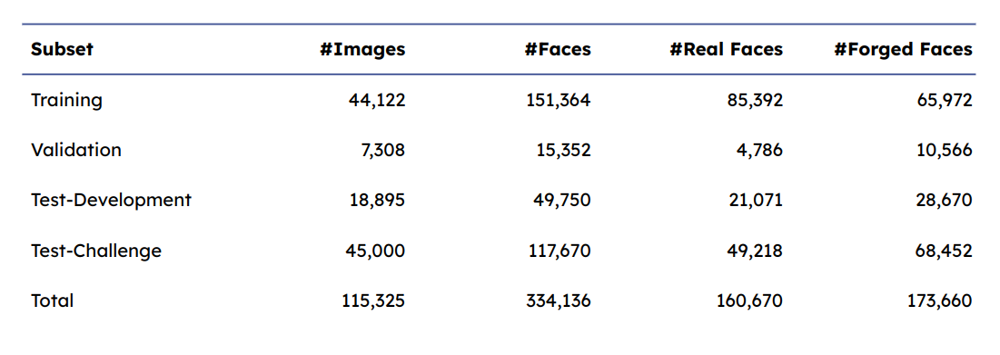 Subset #Images #Faces #Real Faces #Forged Faces
Training 44,122 151,364 85,392 65,972
Validation 7,308 15,352 4,786 10,566
Test-Development 18,895 49,750 21,071 28,670
Test-Challenge 45,000 117,670 49,218 68,452
Total 115,325 334,136 160,670 173,660